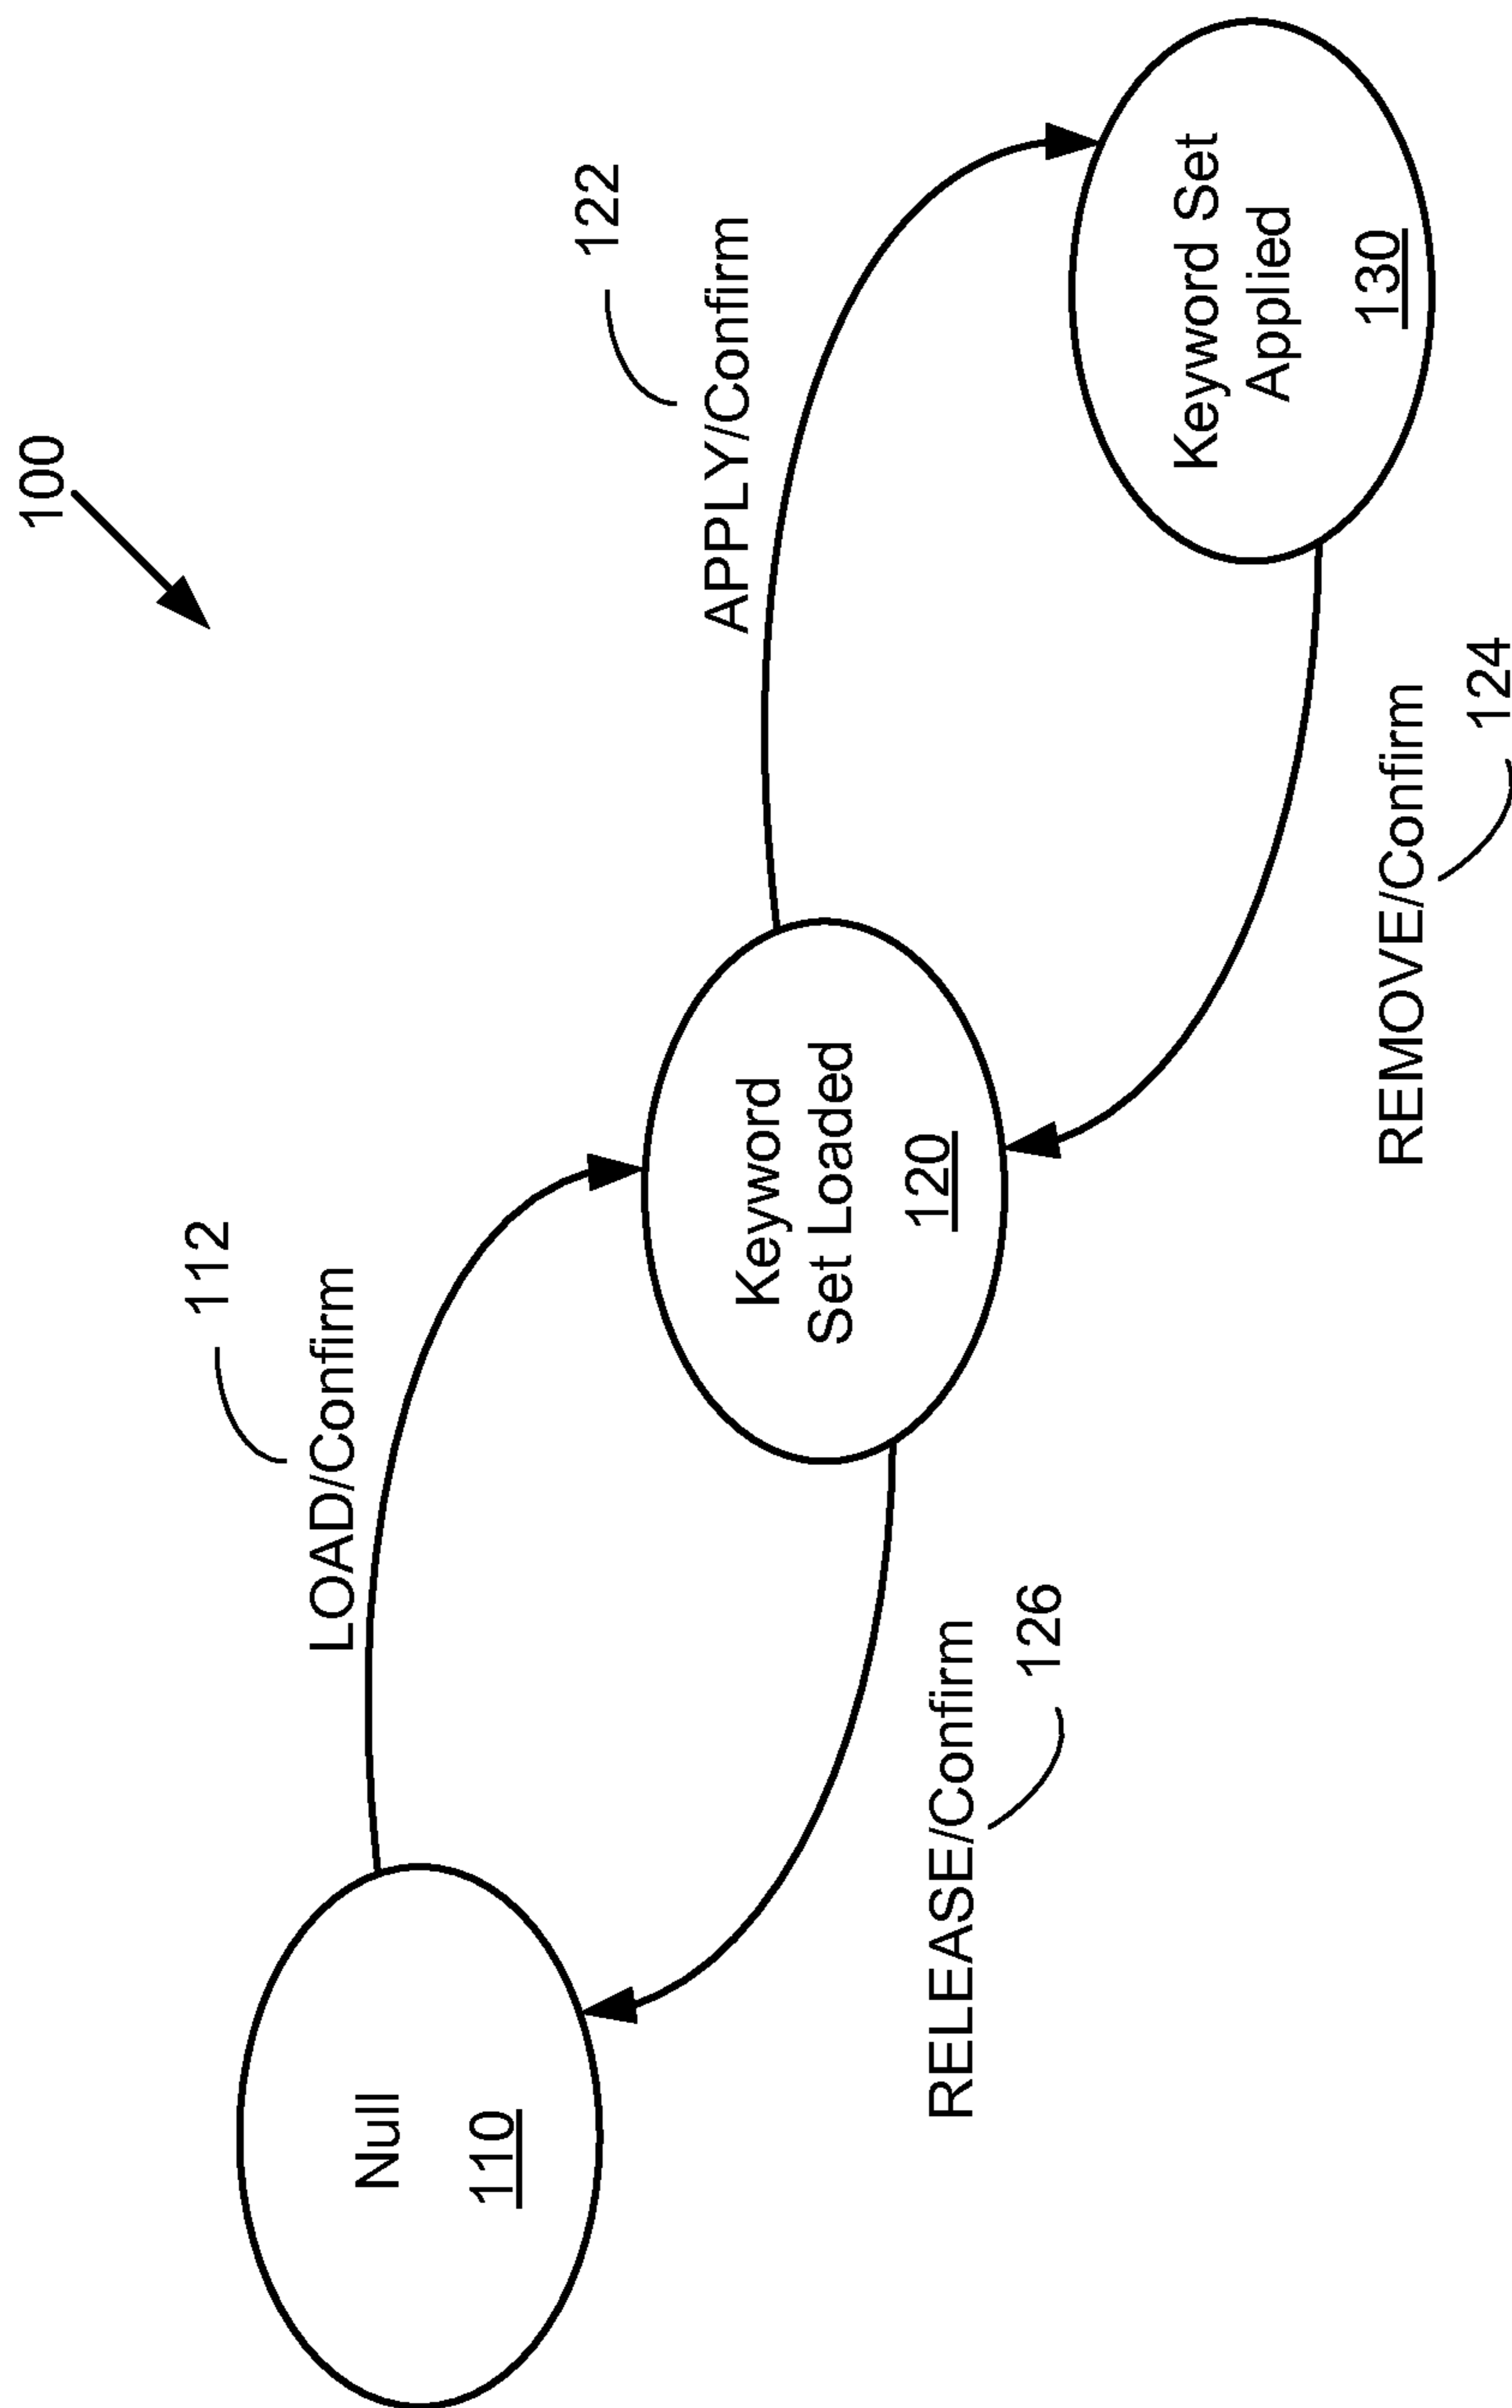 100
112
LOAD/Confirm
122
APPLY/Confirm
Null
110
Keyword
Set Loaded
120
Keyword Set
Applied
130
RELEASE/Confirm
126
REMOVE/Confirm
124